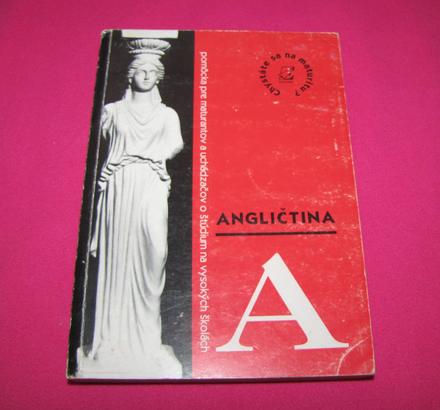 Chystáte sa na maturitu?
pomôcka pre maturantov a uchádzačov o štúdium na vysokých školách
ANGLIČTINA
A